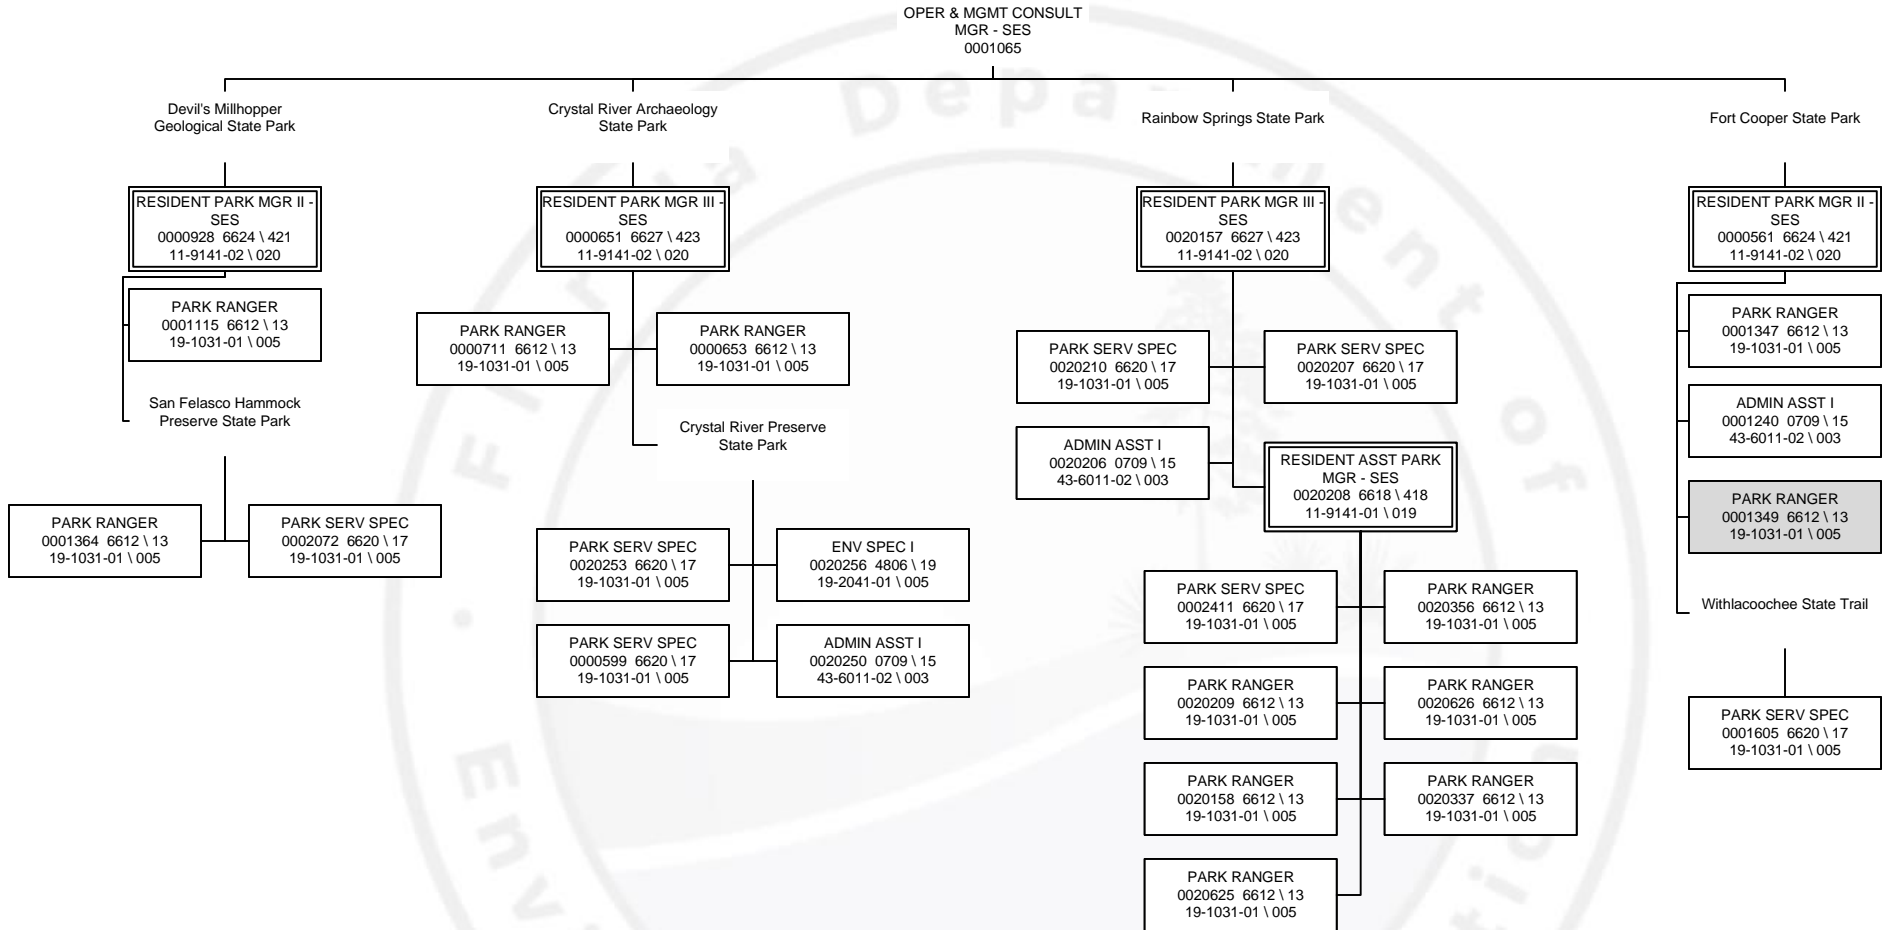 OPER & MGMT CONSULT
MGR - SES
0001065
Devil's Millhopper
Geological State Park
RESIDENT PARK MGR II -
SES
0000928 6624 \ 421
11-9141-02 \ 020
PARK RANGER
0001115 6612 \ 13
19-1031-01 \ 005
San Felasco Hammock
Preserve State Park
PARK RANGER
0001364 6612 \ 13
19-1031-01 \ 005
PARK SERV SPEC
0002072 6620 \ 17
19-1031-01 \ 005
Crystal River Archaeology
State Park
RESIDENT PARK MGR III -
SES
0000651 6627 \ 423
11-9141-02 \ 020
PARK RANGER
0000711 6612 \ 13
19-1031-01 \ 005
PARK RANGER
0000653 6612 \ 13
19-1031-01 \ 005
Crystal River Preserve
State Park
PARK SERV SPEC
0020253 6620 \ 17
19-1031-01 \ 005
ENV SPEC I
0020256 4806 \ 19
19-2041-01 \ 005
PARK SERV SPEC
0000599 6620 \ 17
19-1031-01 \ 005
ADMIN ASST I
0020250 0709 \ 15
43-6011-02 \ 003
Rainbow Springs State Park
RESIDENT PARK MGR III -
SES
0020157 6627 \ 423
11-9141-02 \ 020
PARK SERV SPEC
0020210 6620 \ 17
19-1031-01 \ 005
PARK SERV SPEC
0020207 6620 \ 17
19-1031-01 \ 005
ADMIN ASST I
0020206 0709 \ 15
43-6011-02 \ 003
RESIDENT ASST PARK
MGR - SES
0020208 6618 \ 418
11-9141-01 \ 019
PARK SERV SPEC
0002411 6620 \ 17
19-1031-01 \ 005
PARK RANGER
0020356 6612 \ 13
19-1031-01 \ 005
PARK RANGER
0020209 6612 \ 13
19-1031-01 \ 005
PARK RANGER
0020626 6612 \ 13
19-1031-01 \ 005
PARK RANGER
0020158 6612 \ 13
19-1031-01 \ 005
PARK RANGER
0020337 6612 \ 13
19-1031-01 \ 005
PARK RANGER
0020625 6612 \ 13
19-1031-01 \ 005
Fort Cooper State Park
RESIDENT PARK MGR II -
SES
0000561 6624 \ 421
11-9141-02 \ 020
PARK RANGER
0001347 6612 \ 13
19-1031-01 \ 005
ADMIN ASST I
0001240 0709 \ 15
43-6011-02 \ 003
PARK RANGER
0001349 6612 \ 13
19-1031-01 \ 005
Withlacoochee State Trail
PARK SERV SPEC
0001605 6620 \ 17
19-1031-01 \ 005